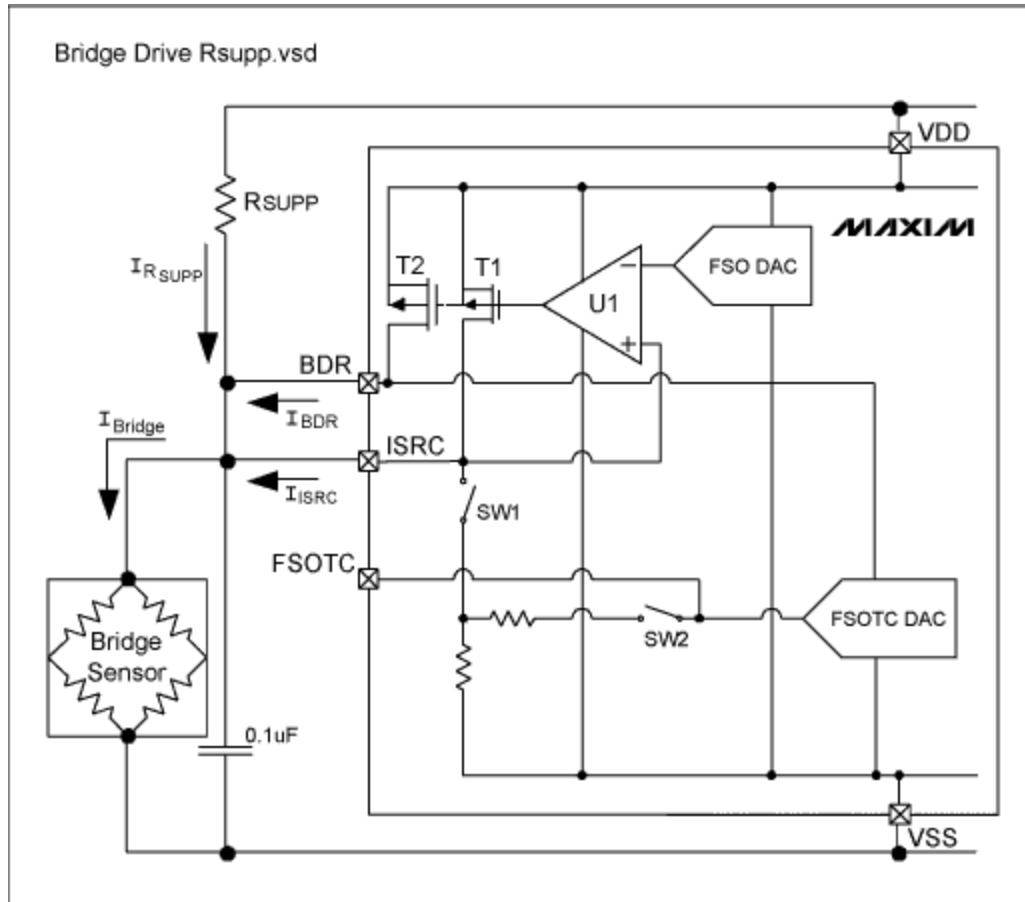 Bridge Drive Rsupp.vsd
VDD
RSUPP
MAXIM
FSO DAC
T2
T1
IRSUPP
U1
−
+
BDR
IBDR
IBridge
ISRC
IISRC
SW1
FSOTC
FSOTC DAC
SW2
Bridge
Sensor
0.1uF
VSS